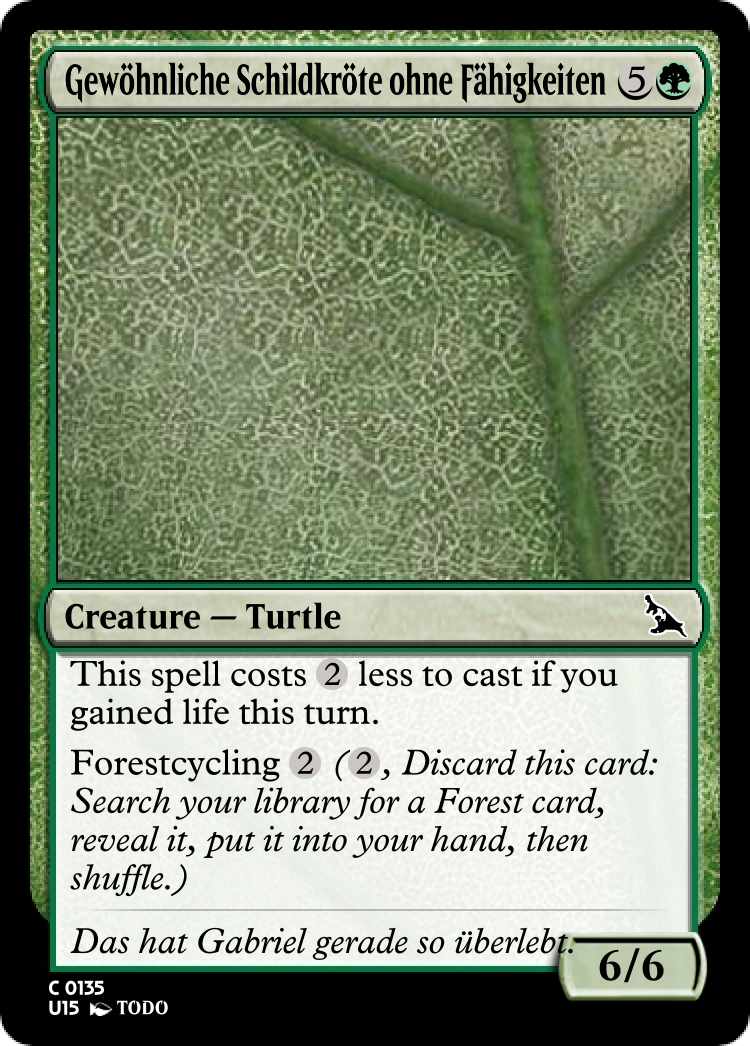 Gewöhnliche Schildkröte ohne Fähigkeiten 5
Creature — Turtle
This spell costs 2 less to cast if you
gained life this turn.
Forestcycling 2 (2, Discard this card:
Search your library for a Forest card,
reveal it, put it into your hand, then
shuffle.)
Das hat Gabriel gerade so überlebt.
6/6
C 0135
U15 TODO